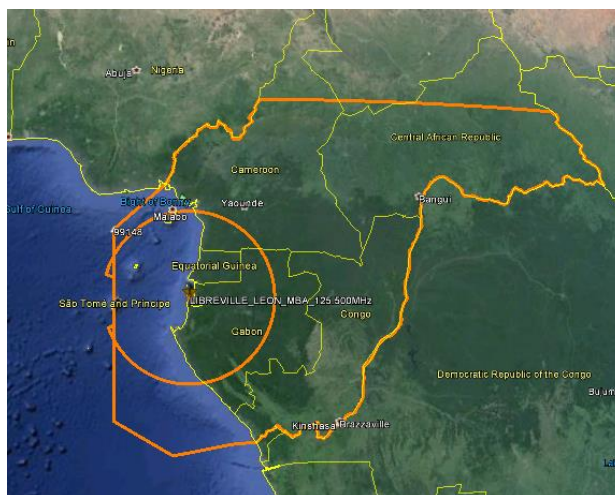 Abuja
Nigeria
Central African Republic
Cameroon
Bight of Bonny
Gulf of Guinea
Malabo
Yaounde
Bangui
99148
Equatorial Guinea
São Tome and Principe
LIBREVILLE_LEON_MBA_125.500MHz
Gabon
Congo
Democratic Republic of the Congo
Kinshasa
Brazzaville